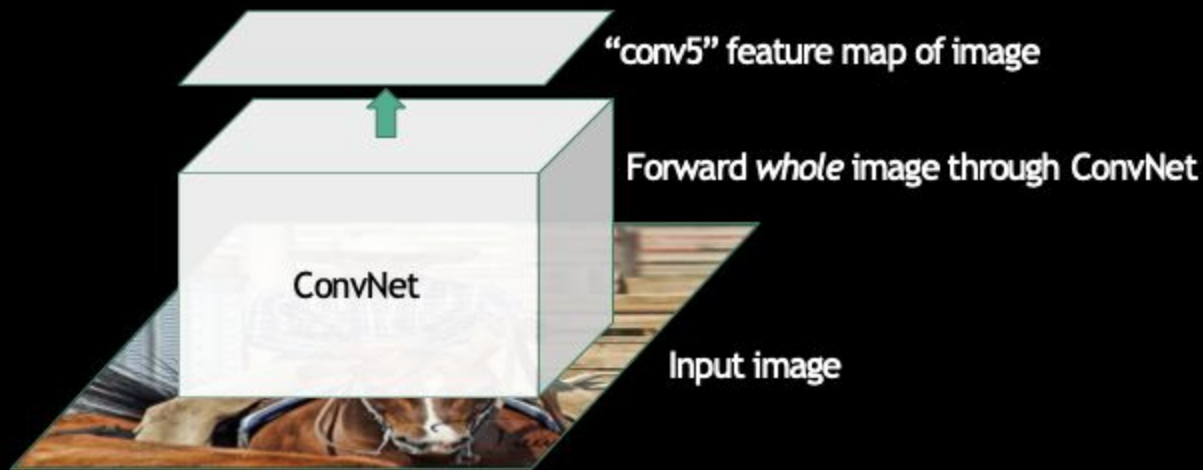 “conv5” feature map of image
Forward whole image through ConvNet
ConvNet
Input image